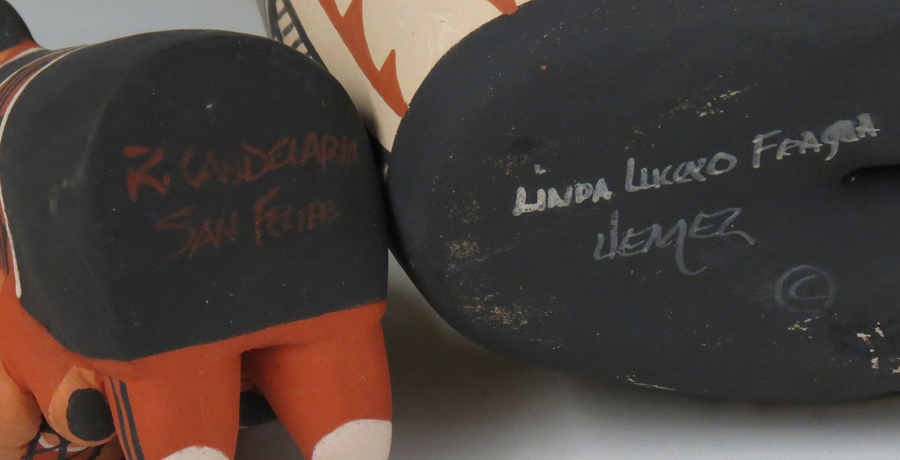 K. CANDELARIA
SAN FELIPE
LINDA LUCERO FRAGUA
JEMEZ
©